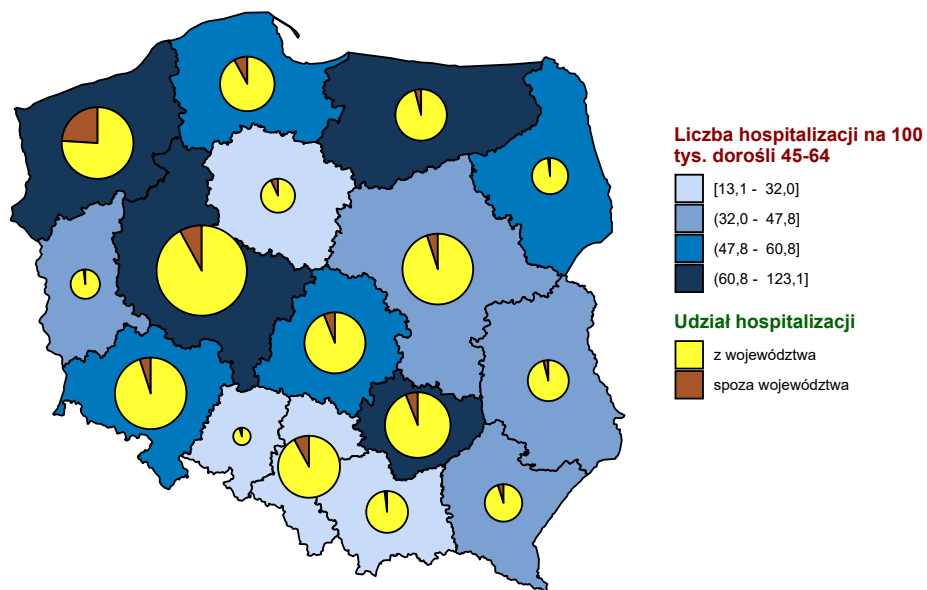 Liczba hospitalizacji na 100
tys. dorośli 45-64
[13,1 - 32,0]
(32,0 - 47,8]
(47,8 - 60,8]
(60,8 - 123,1]
Udział hospitalizacji
z województwa
spoza województwa